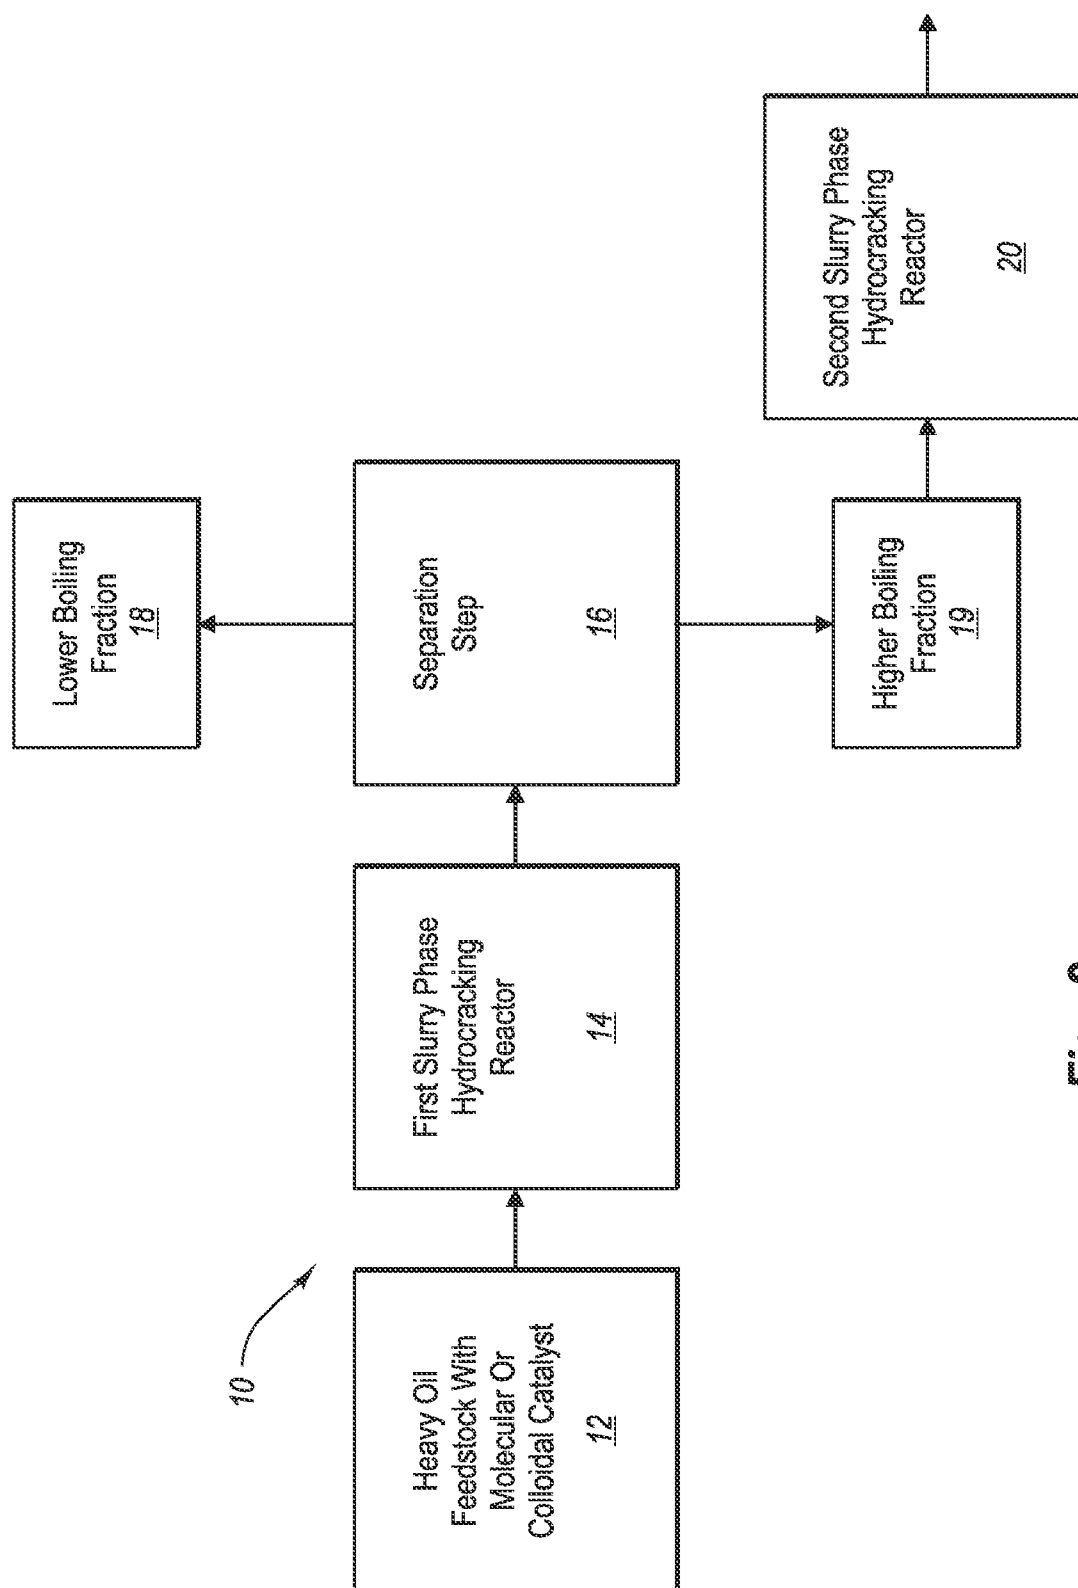 10
Heavy Oil
Feedstock With
Molecular Or
Colloidal Catalyst
12
First Slurry Phase
Hydrocracking
Reactor
14
Separation
Step
16
Lower Boiling
Fraction
18
Higher Boiling
Fraction
19
Second Slurry Phase
Hydrocracking
Reactor
20